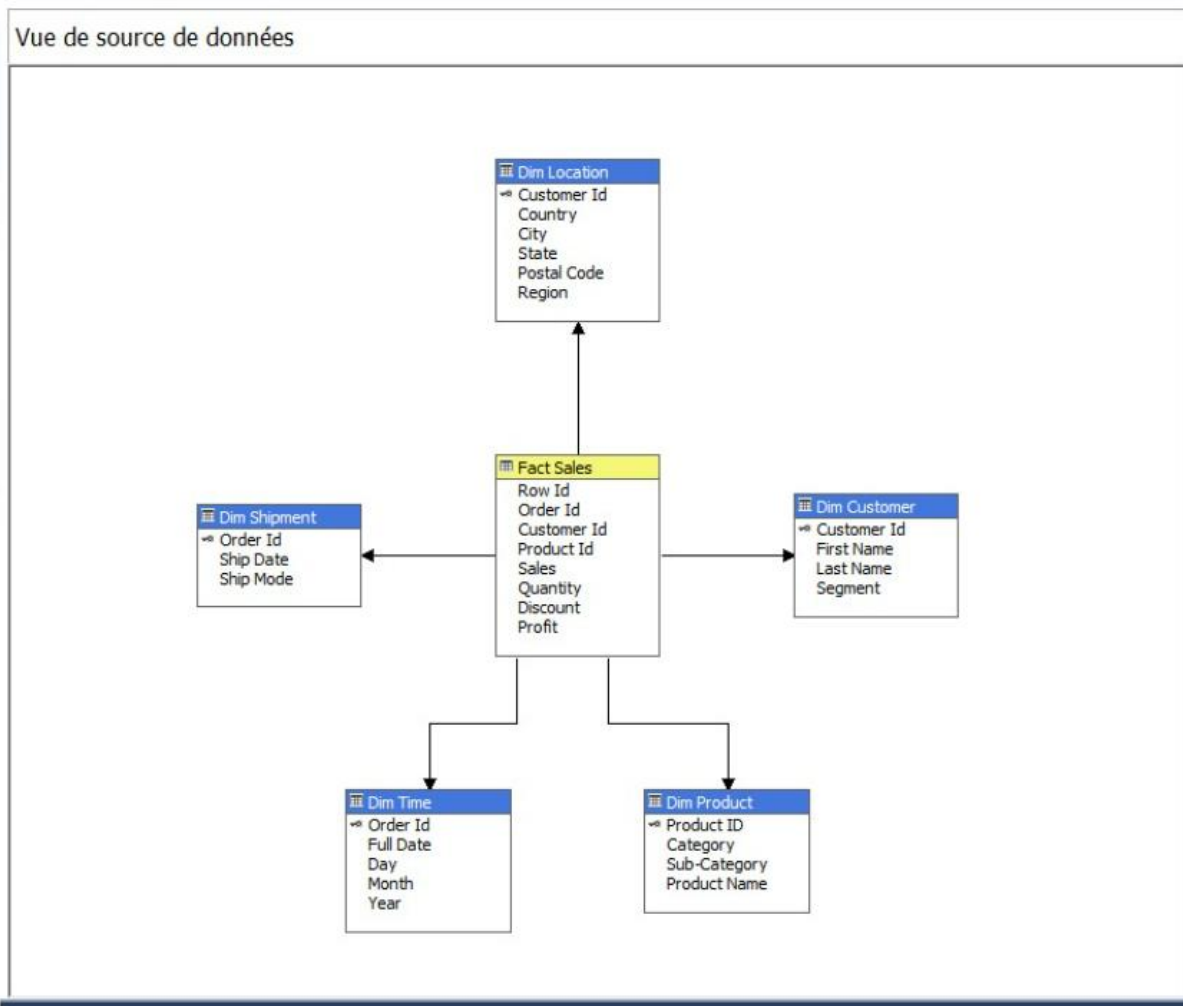 Vue de source de données
Dim Location
Customer Id
Country
City
State
Postal Code
Region
Fact Sales
Row Id
Order Id
Customer Id
Product Id
Sales
Quantity
Discount
Profit
Dim Shipment
Order Id
Ship Date
Ship Mode
Dim Customer
Customer Id
First Name
Last Name
Segment
Dim Time
Order Id
Full Date
Day
Month
Year
Dim Product
Product ID
Category
Sub-Category
Product Name